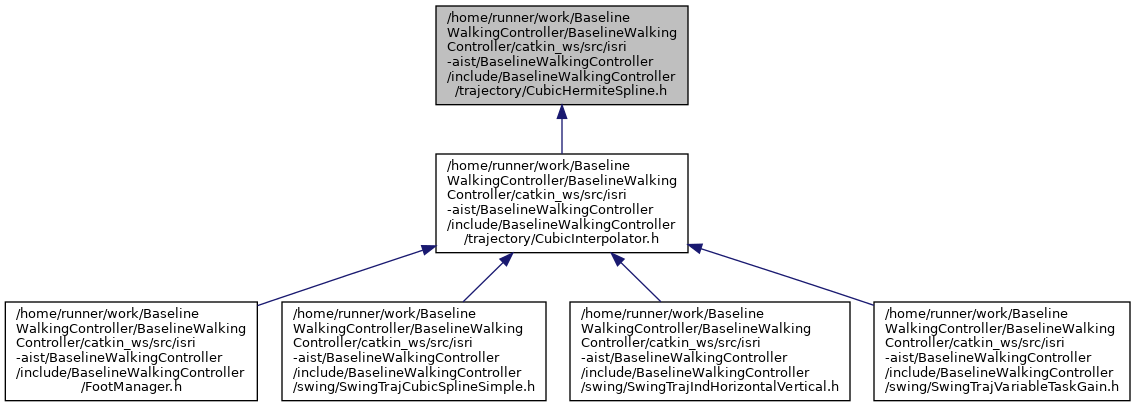 /home/runner/work/Baseline
WalkingController/BaselineWalking
Controller/catkin_ws/src/isri
-aist/BaselineWalkingController
/include/BaselineWalkingController
/trajectory/CubicHermiteSpline.h
/home/runner/work/Baseline
WalkingController/BaselineWalking
Controller/catkin_ws/src/isri
-aist/BaselineWalkingController
/include/BaselineWalkingController
/trajectory/CubicInterpolator.h
/home/runner/work/Baseline
WalkingController/BaselineWalking
Controller/catkin_ws/src/isri
-aist/BaselineWalkingController
/include/BaselineWalkingController
/FootManager.h
/home/runner/work/Baseline
WalkingController/BaselineWalking
Controller/catkin_ws/src/isri
-aist/BaselineWalkingController
/include/BaselineWalkingController
/swing/SwingTrajCubicSplineSimple.h
/home/runner/work/Baseline
WalkingController/BaselineWalking
Controller/catkin_ws/src/isri
-aist/BaselineWalkingController
/include/BaselineWalkingController
/swing/SwingTrajIndHorizontalVertical.h
/home/runner/work/Baseline
WalkingController/BaselineWalking
Controller/catkin_ws/src/isri
-aist/BaselineWalkingController
/include/BaselineWalkingController
/swing/SwingTrajVariableTaskGain.h